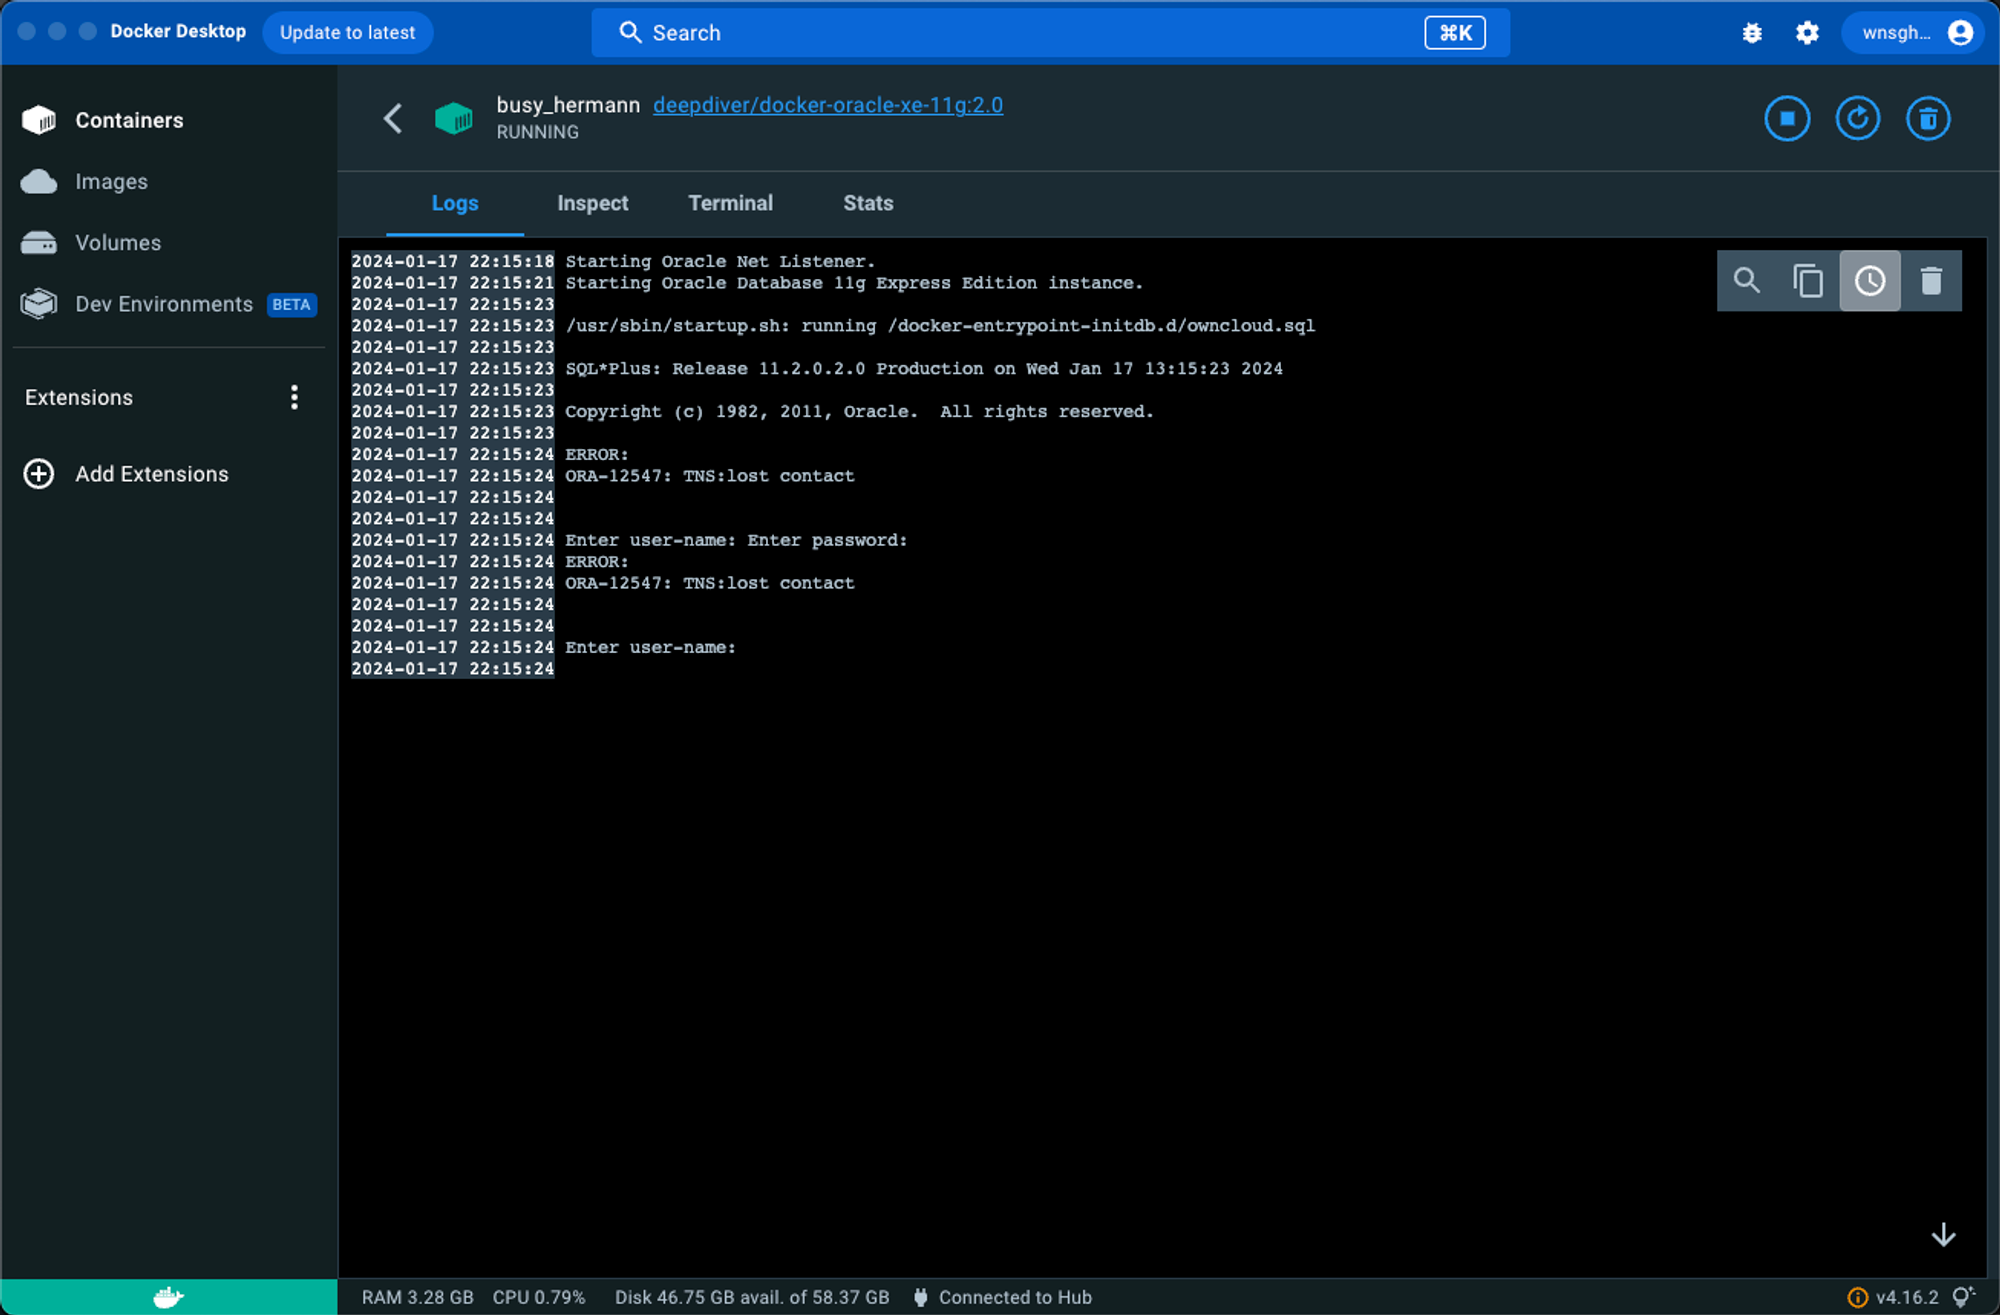 Docker Desktop Update to latest Search ⌘K wnsgh...
Containers
Images
Volumes
Dev Environments BETA
Extensions
Add Extensions
busy_hermann deepdiver/docker-oracle-xe-11g:2.0
RUNNING
Logs Inspect Terminal Stats
2024-01-17 22:15:18 Starting Oracle Net Listener.
2024-01-17 22:15:21 Starting Oracle Database 11g Express Edition instance.
2024-01-17 22:15:23
2024-01-17 22:15:23 /usr/sbin/startup.sh: running /docker-entrypoint-initdb.d/owncloud.sql
2024-01-17 22:15:23
2024-01-17 22:15:23 SQL*Plus: Release 11.2.0.2.0 Production on Wed Jan 17 13:15:23 2024
2024-01-17 22:15:23
2024-01-17 22:15:23 Copyright (c) 1982, 2011, Oracle.  All rights reserved.
2024-01-17 22:15:23
2024-01-17 22:15:24 ERROR:
2024-01-17 22:15:24 ORA-12547: TNS:lost contact
2024-01-17 22:15:24
2024-01-17 22:15:24
2024-01-17 22:15:24 Enter user-name: Enter password:
2024-01-17 22:15:24 ERROR:
2024-01-17 22:15:24 ORA-12547: TNS:lost contact
2024-01-17 22:15:24
2024-01-17 22:15:24
2024-01-17 22:15:24 Enter user-name:
2024-01-17 22:15:24
RAM 3.28 GB CPU 0.79% Disk 46.75 GB avail. of 58.37 GB Connected to Hub v4.16.2